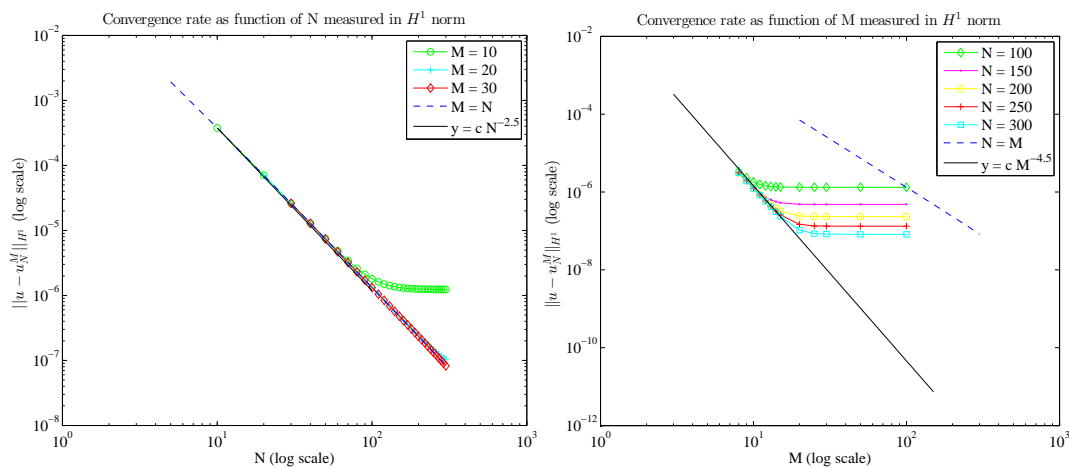 Convergence rate as function of N measured in H^1 norm
10^-2
10^-3
10^-4
10^-5
10^-6
10^-7
10^-8
||u − u_N^M||_{H^1} (log scale)
10^0
10^1
10^2
10^3
N (log scale)
M = 10
M = 20
M = 30
M = N
y = c N^−2.5
Convergence rate as function of M measured in H^1 norm
10^-2
10^-4
10^-6
10^-8
10^-10
10^-12
||u − u_N^M||_{H^1} (log scale)
10^0
10^1
10^2
10^3
M (log scale)
N = 100
N = 150
N = 200
N = 250
N = 300
N = M
y = c M^−4.5